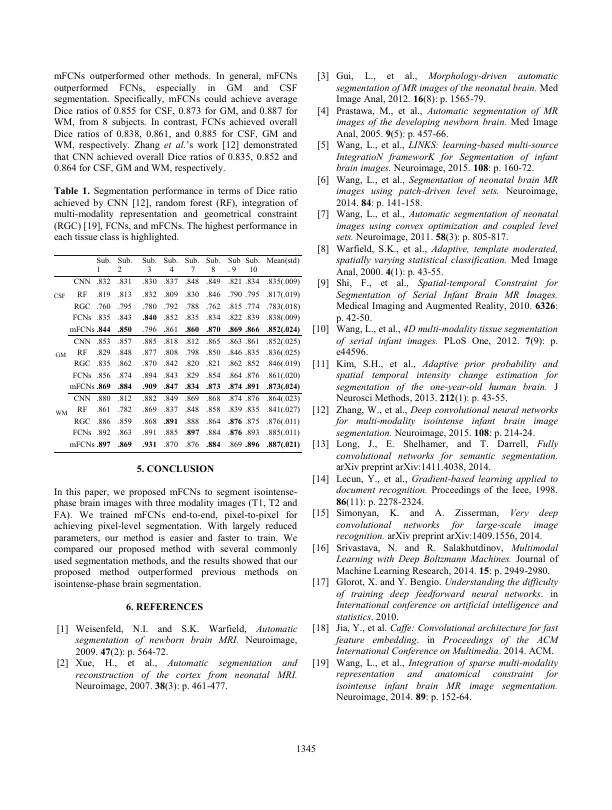 mFCNs outperformed other methods. In general, mFCNs
outperformed FCNs, especially in GM and CSF
segmentation. Specifically, mFCNs could achieve average
Dice ratios of 0.855 for CSF, 0.873 for GM, and 0.887 for
WM, from 8 subjects. In contrast, FCNs achieved overall
Dice ratios of 0.838, 0.861, and 0.885 for CSF, GM and
WM, respectively. Zhang et al.'s work [12] demonstrated
that CNN achieved overall Dice ratios of 0.835, 0.852 and
0.864 for CSF, GM and WM, respectively.
Table 1. Segmentation performance in terms of Dice ratio
achieved by CNN [12], random forest (RF), integration of
multi-modality representation and geometrical constraint
(RGC) [19], FCNs, and mFCNs. The highest performance in
each tissue class is highlighted.
Sub. Sub. Sub. Sub. Sub. Sub. Sub Sub. Mean(std)
1 2 3 4 7 8 . 9 10
CNN .832 .831 .830 .837 .848 .849 .821 .834 .835(.009)
CSF RF .819 .813 .832 .809 .830 .846 .790 .795 .817(.019)
RGC .760 .795 .780 .792 .788 .762 .815 .774 .783(.018)
FCNs .835 .843 .840 .852 .835 .834 .822 .839 .838(.009)
mFCNs .844 .850 .796 .861 .860 .870 .869 .866 .852(.024)
CNN .853 .857 .885 .818 .812 .865 .863 .861 .852(.025)
GM RF .829 .848 .877 .808 .798 .850 .846 .835 .836(.025)
RGC .835 .862 .870 .842 .820 .821 .862 .852 .846(.019)
FCNs .856 .874 .894 .843 .829 .854 .864 .876 .861(.020)
mFCNs .869 .884 .909 .847 .834 .873 .874 .891 .873(.024)
CNN .880 .812 .882 .849 .869 .868 .874 .876 .864(.023)
WM RF .861 .782 .869 .837 .848 .858 .839 .835 .841(.027)
RGC .886 .859 .868 .891 .888 .864 .876 .875 .876(.011)
FCNs .892 .863 .891 .885 .897 .884 .876 .893 .885(.011)
mFCNs .897 .869 .931 .870 .876 .884 .869 .896 .887(.021)
5. CONCLUSION
In this paper, we proposed mFCNs to segment isointense-
phase brain images with three modality images (T1, T2 and
FA). We trained mFCNs end-to-end, pixel-to-pixel for
achieving pixel-level segmentation. With largely reduced
parameters, our method is easier and faster to train. We
compared our proposed method with several commonly
used segmentation methods, and the results showed that our
proposed method outperformed previous methods on
isointense-phase brain segmentation.
6. REFERENCES
[1] Weisenfeld, N.I. and S.K. Warfield, Automatic
segmentation of newborn brain MRI. Neuroimage,
2009. 47(2): p. 564-72.
[2] Xue, H., et al., Automatic segmentation and
reconstruction of the cortex from neonatal MRI.
Neuroimage, 2007. 38(3): p. 461-477.
[3] Gui, L., et al., Morphology-driven automatic
segmentation of MR images of the neonatal brain. Med
Image Anal, 2012. 16(8): p. 1565-79.
[4] Prastawa, M., et al., Automatic segmentation of MR
images of the developing newborn brain. Med Image
Anal, 2005. 9(5): p. 457-66.
[5] Wang, L., et al., LINKS: learning-based multi-source
IntegratioN frameworK for Segmentation of infant
brain images. Neuroimage, 2015. 108: p. 160-72.
[6] Wang, L., et al., Segmentation of neonatal brain MR
images using patch-driven level sets. Neuroimage,
2014. 84: p. 141-158.
[7] Wang, L., et al., Automatic segmentation of neonatal
images using convex optimization and coupled level
sets. Neuroimage, 2011. 58(3): p. 805-817.
[8] Warfield, S.K., et al., Adaptive, template moderated,
spatially varying statistical classification. Med Image
Anal, 2000. 4(1): p. 43-55.
[9] Shi, F., et al., Spatial-temporal Constraint for
Segmentation of Serial Infant Brain MR Images.
Medical Imaging and Augmented Reality, 2010. 6326:
p. 42-50.
[10] Wang, L., et al., 4D multi-modality tissue segmentation
of serial infant images. PLoS One, 2012. 7(9): p.
e44596.
[11] Kim, S.H., et al., Adaptive prior probability and
spatial temporal intensity change estimation for
segmentation of the one-year-old human brain. J
Neurosci Methods, 2013. 212(1): p. 43-55.
[12] Zhang, W., et al., Deep convolutional neural networks
for multi-modality isointense infant brain image
segmentation. Neuroimage, 2015. 108: p. 214-24.
[13] Long, J., E. Shelhamer, and T. Darrell, Fully
convolutional networks for semantic segmentation.
arXiv preprint arXiv:1411.4038, 2014.
[14] Lecun, Y., et al., Gradient-based learning applied to
document recognition. Proceedings of the Ieee, 1998.
86(11): p. 2278-2324.
[15] Simonyan, K. and A. Zisserman, Very deep
convolutional networks for large-scale image
recognition. arXiv preprint arXiv:1409.1556, 2014.
[16] Srivastava, N. and R. Salakhutdinov, Multimodal
Learning with Deep Boltzmann Machines. Journal of
Machine Learning Research, 2014. 15: p. 2949-2980.
[17] Glorot, X. and Y. Bengio. Understanding the difficulty
of training deep feedforward neural networks. in
International conference on artificial intelligence and
statistics. 2010.
[18] Jia, Y., et al. Caffe: Convolutional architecture for fast
feature embedding. in Proceedings of the ACM
International Conference on Multimedia. 2014. ACM.
[19] Wang, L., et al., Integration of sparse multi-modality
representation and anatomical constraint for
isointense infant brain MR image segmentation.
Neuroimage, 2014. 89: p. 152-64.
1345